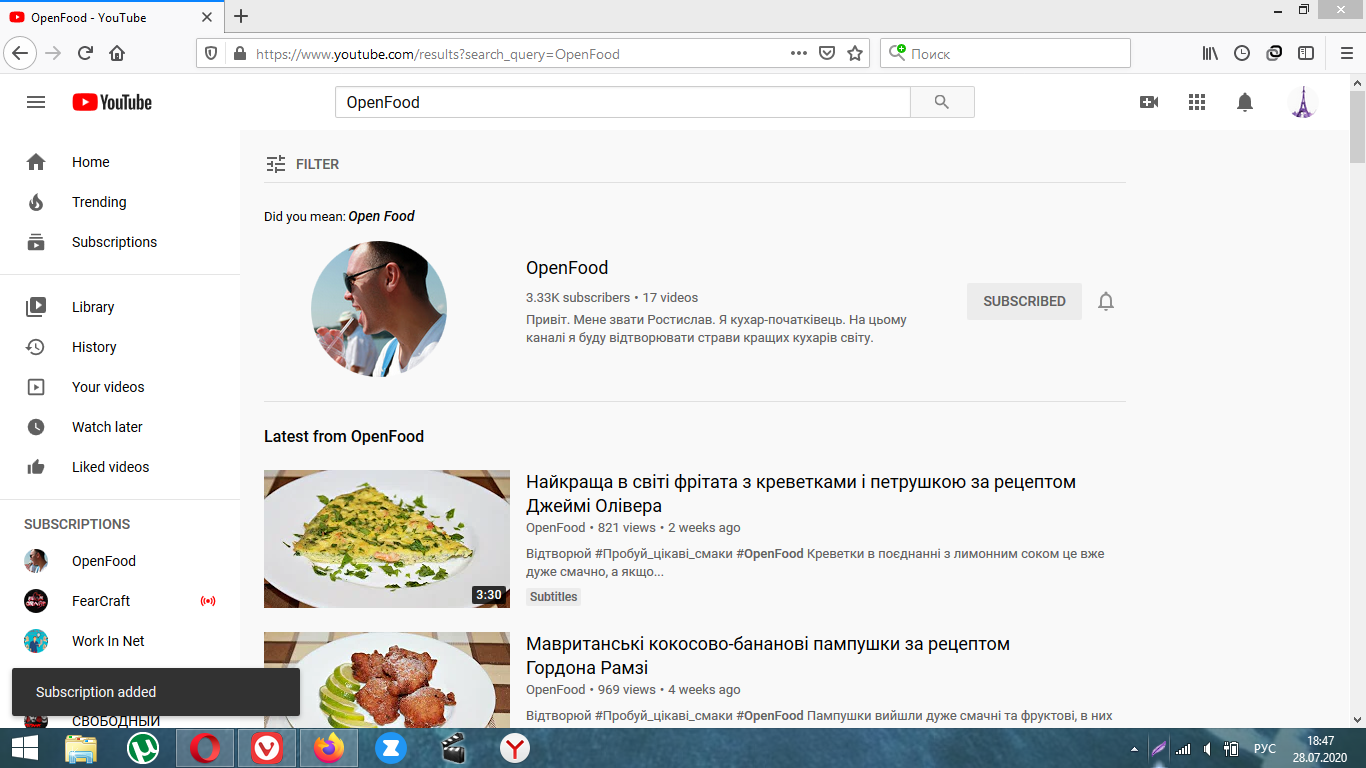 OpenFood - YouTube
https://www.youtube.com/results?search_query=OpenFood
Поиск
YouTube
OpenFood
Home
Trending
Subscriptions
Library
History
Your videos
Watch later
Liked videos
SUBSCRIPTIONS
OpenFood
FearCraft
Work In Net
СВОБОДНЫЙ
Subscription added
FILTER
Did you mean: Open Food
OpenFood
3.33K subscribers • 17 videos
Привіт. Мене звати Ростислав. Я кухар-початківець. На цьому
каналі я буду відтворювати страви кращих кухарів світу.
SUBSCRIBED
Latest from OpenFood
3:30
Найкраща в світі фрітата з креветками і петрушкою за рецептом
Джеймі Олівера
OpenFood • 821 views • 2 weeks ago
Відтворюй #Пробуй_цікаві_смаки #OpenFood Креветки в поєднанні з лимонним соком це вже
дуже смачно, а якщо...
Subtitles
Мавританські кокосово-бананові пампушки за рецептом
Гордона Рамзі
OpenFood • 969 views • 4 weeks ago
Відтворюй #Пробуй_цікаві_смаки #OpenFood Пампушки вийшли дуже смачні та фруктові, в них
РУС
18:47
28.07.2020